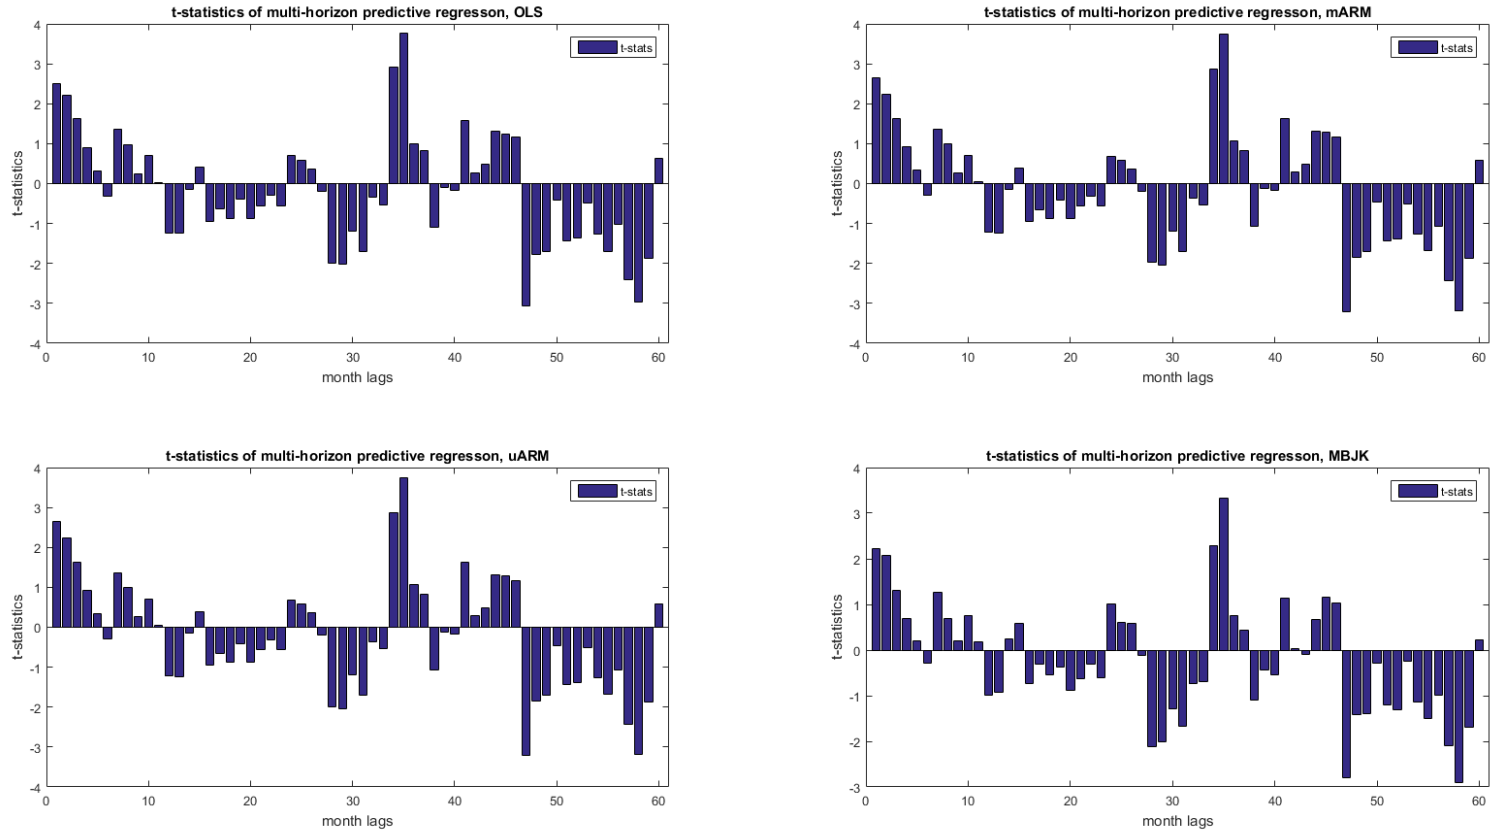 t-statistics of multi-horizon predictive regresson, OLS
t-stats
4
3
2
1
0
-1
-2
-3
-4
t-statistics
0 10 20 30 40 50 60
month lags
t-statistics of multi-horizon predictive regresson, mARM
t-stats
4
3
2
1
0
-1
-2
-3
-4
t-statistics
0 10 20 30 40 50 60
month lags
t-statistics of multi-horizon predictive regresson, uARM
t-stats
4
3
2
1
0
-1
-2
-3
-4
t-statistics
0 10 20 30 40 50 60
month lags
t-statistics of multi-horizon predictive regresson, MBJK
t-stats
4
3
2
1
0
-1
-2
-3
t-statistics
0 10 20 30 40 50 60
month lags